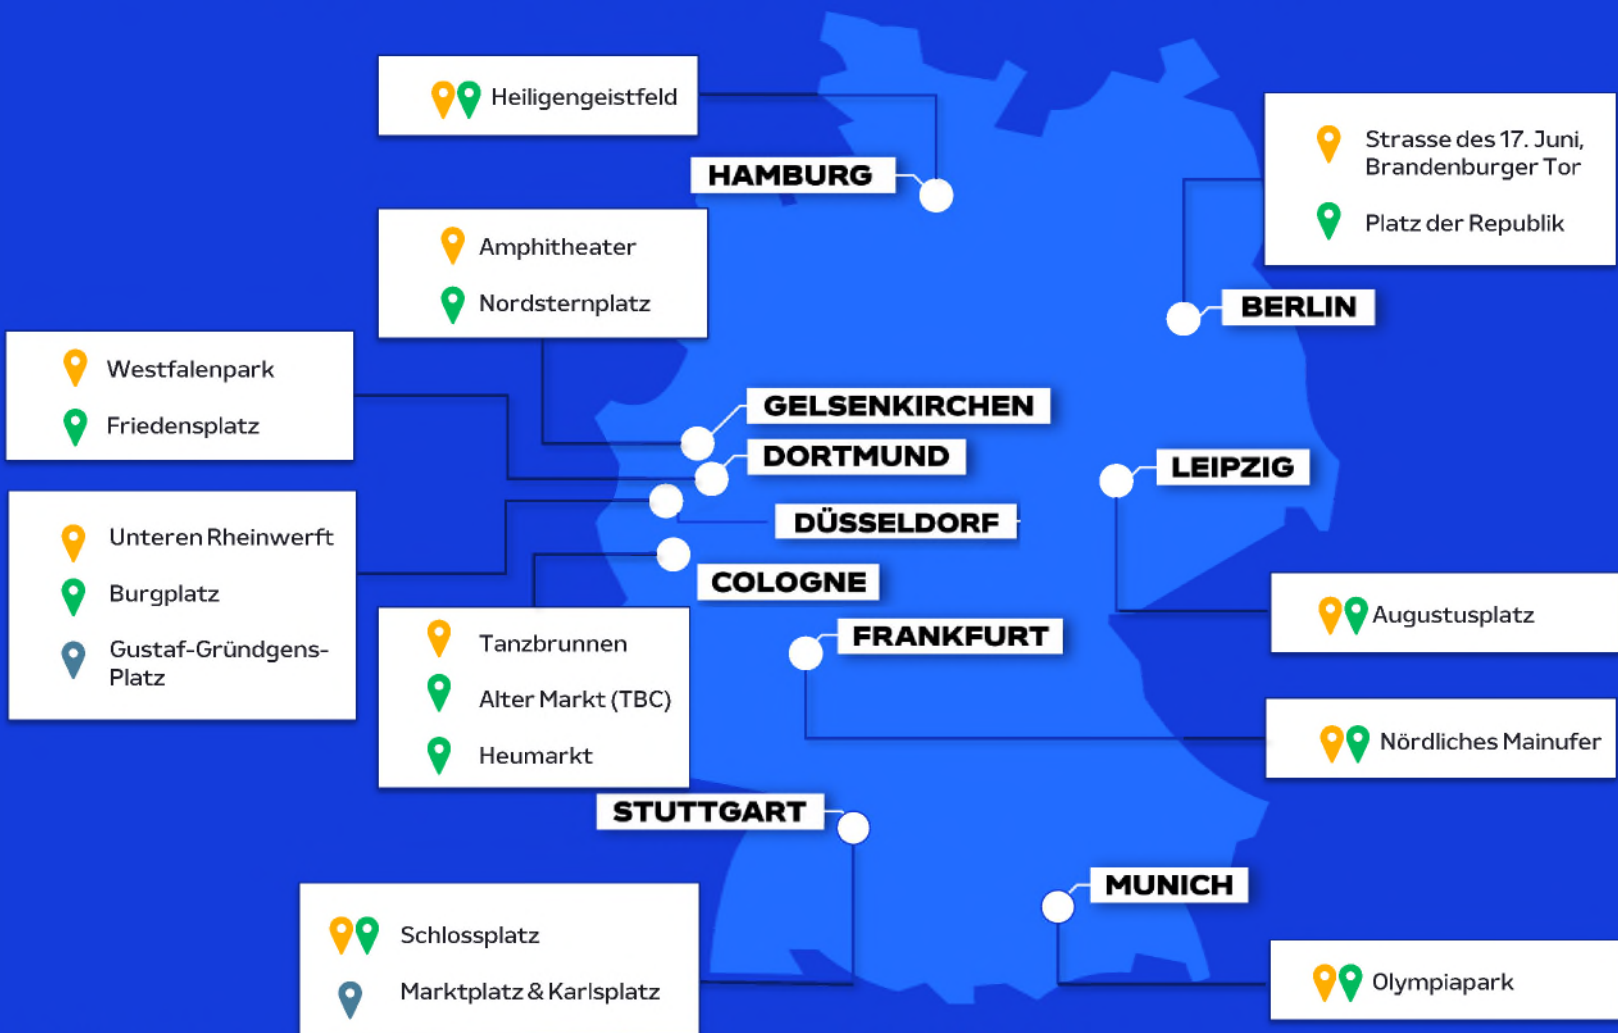 Heiligengeistfeld
HAMBURG
Strasse des 17. Juni,
Brandenburger Tor
Platz der Republik
BERLIN
Amphitheater
Nordsternplatz
GELSENKIRCHEN
Westfalenpark
Friedensplatz
DORTMUND
LEIPZIG
Augustusplatz
Unteren Rheinwerft
Burgplatz
Gustaf-Gründgens-
Platz
DÜSSELDORF
COLOGNE
Tanzbrunnen
Alter Markt (TBC)
Heumarkt
FRANKFURT
Nördliches Mainufer
STUTTGART
Schlossplatz
Marktplatz & Karlsplatz
MUNICH
Olympiapark